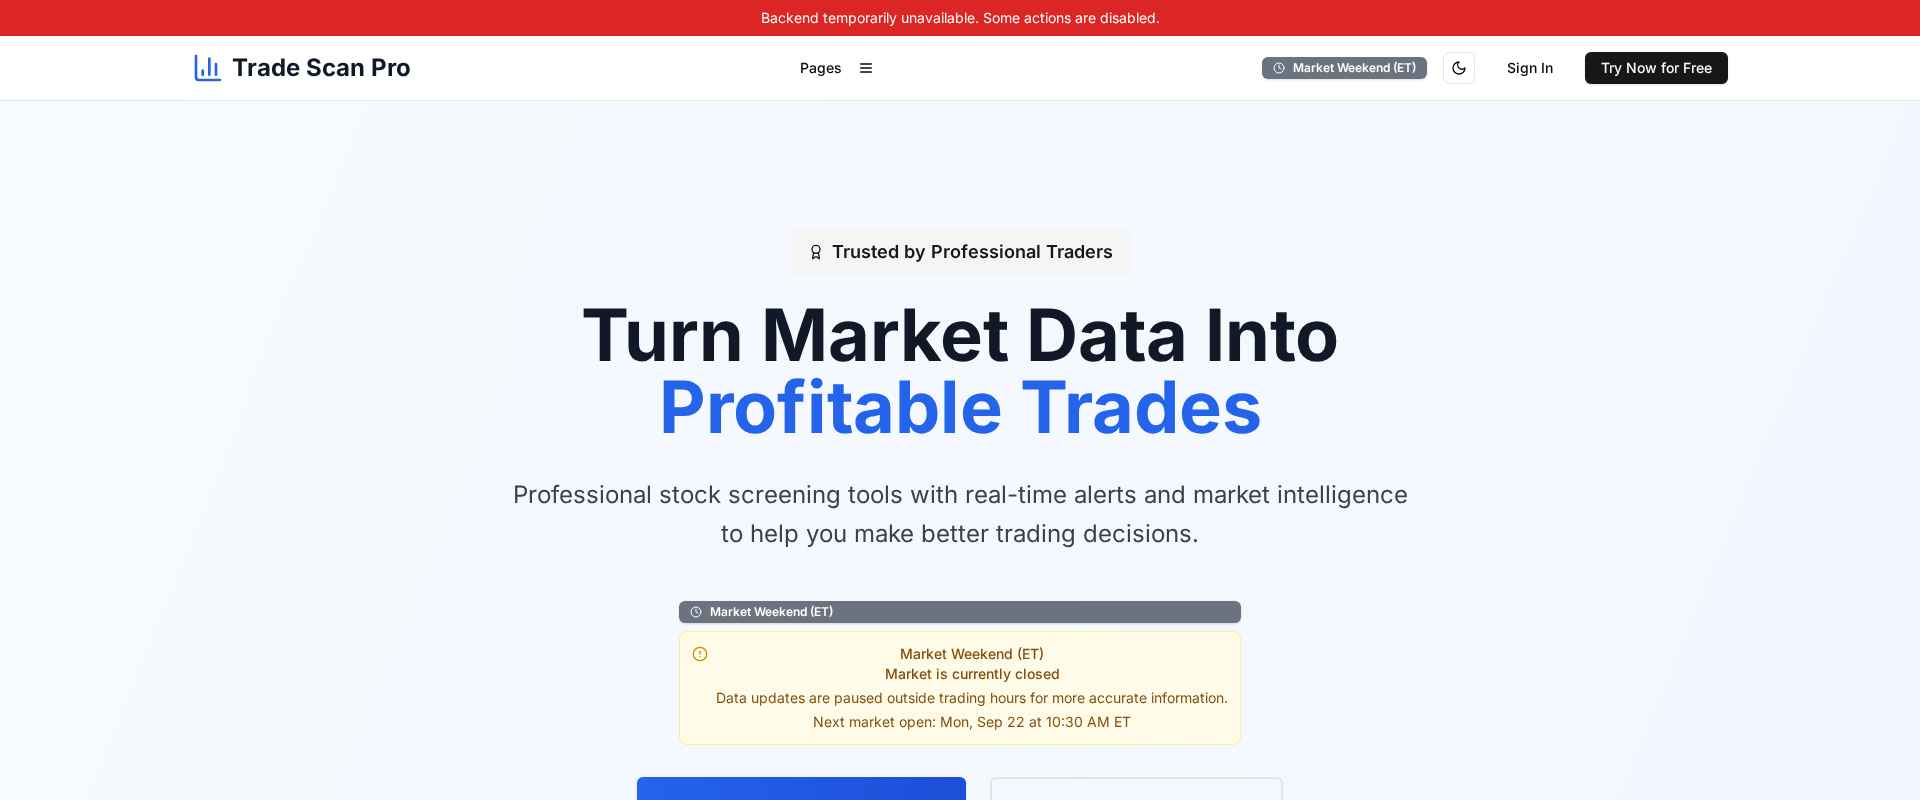 Backend temporarily unavailable. Some actions are disabled.
Trade Scan Pro
Pages
Market Weekend (ET)
Sign In
Try Now for Free
Trusted by Professional Traders
Turn Market Data Into
Profitable Trades
Professional stock screening tools with real-time alerts and market intelligence
to help you make better trading decisions.
Market Weekend (ET)
Market Weekend (ET)
Market is currently closed
Data updates are paused outside trading hours for more accurate information.
Next market open: Mon, Sep 22 at 10:30 AM ET